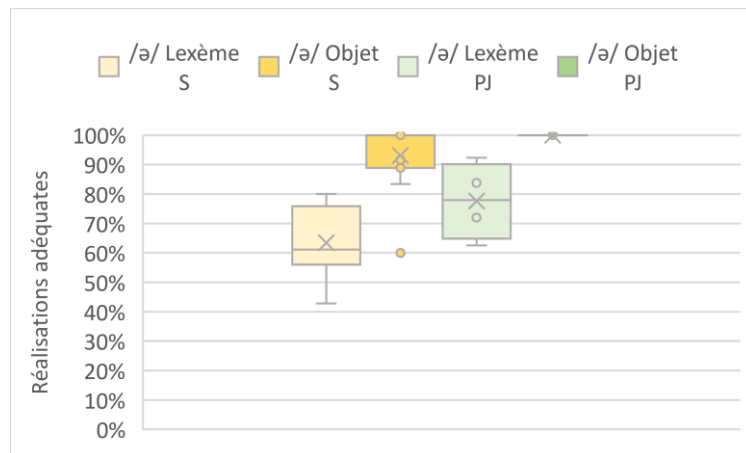 /ə/ Lexème S
/ə/ Objet S
/ə/ Lexème PJ
/ə/ Objet PJ
Réalisations adéquates
100%
90%
80%
70%
60%
50%
40%
30%
20%
10%
0%